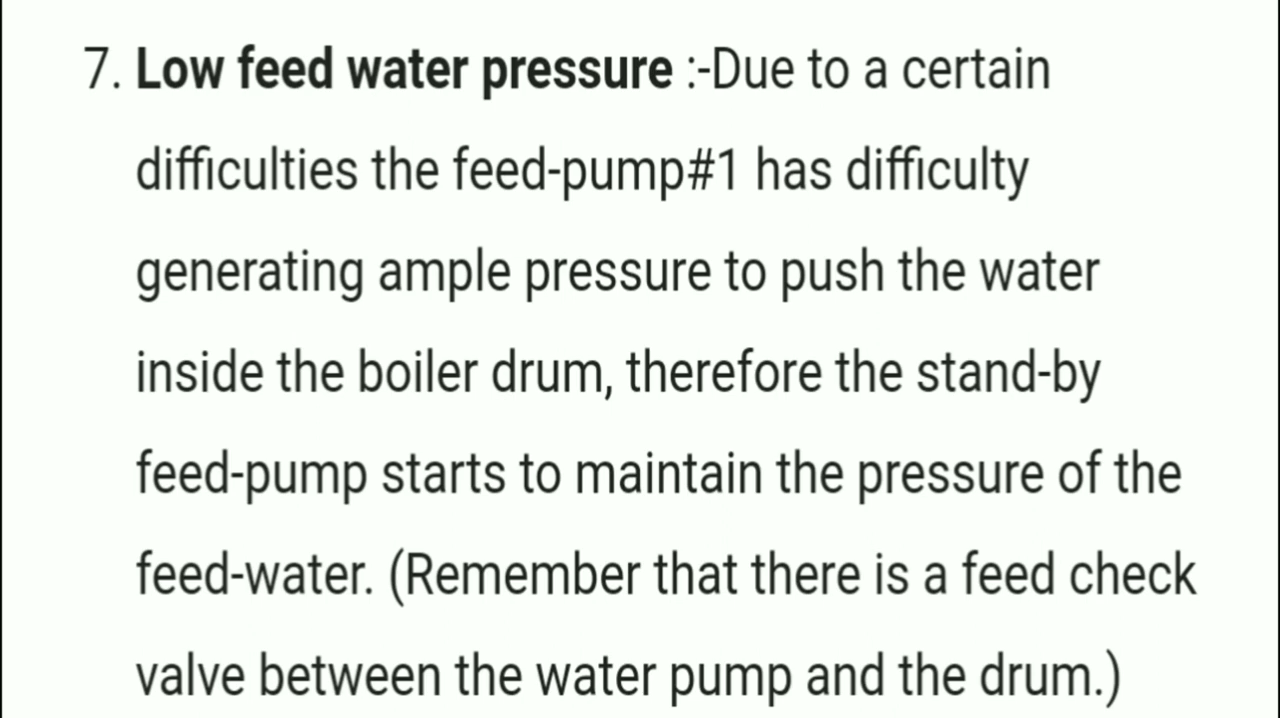 7. Low feed water pressure :-Due to a certain
difficulties the feed-pump#1 has difficulty
generating ample pressure to push the water
inside the boiler drum, therefore the stand-by
feed-pump starts to maintain the pressure of the
feed-water. (Remember that there is a feed check
valve between the water pump and the drum.)